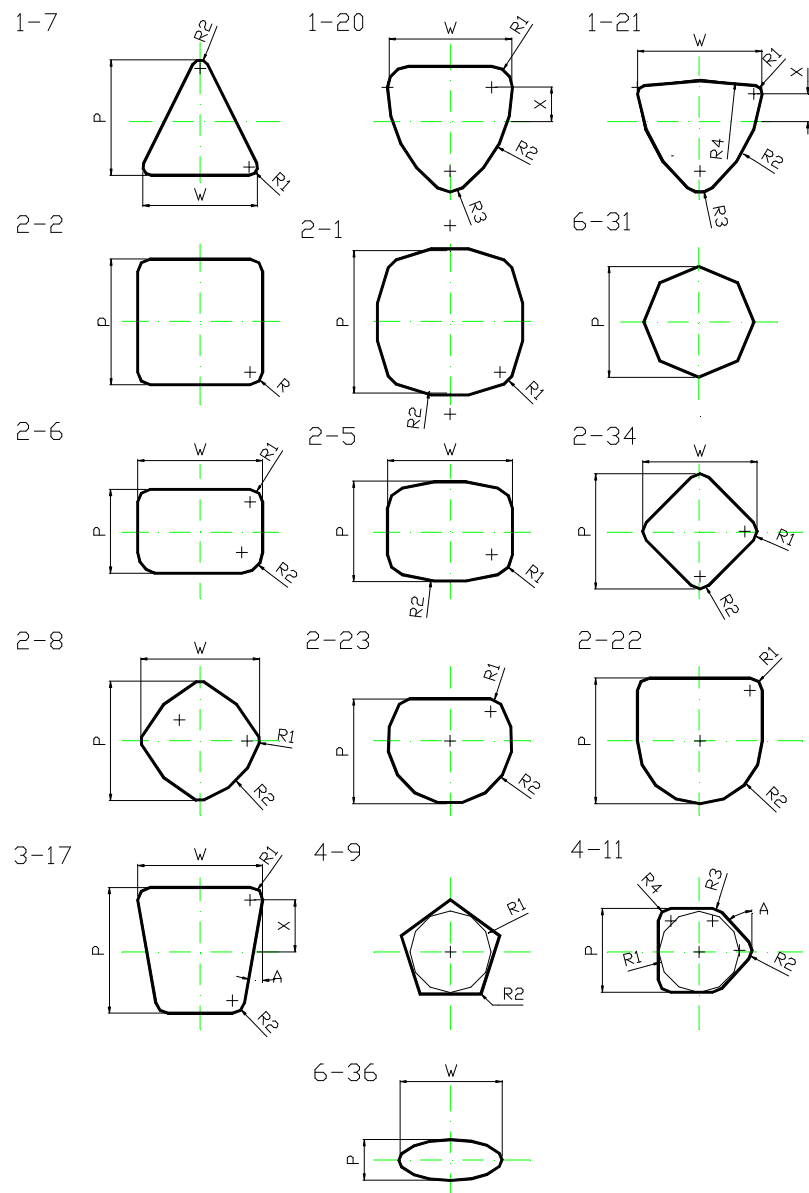 1-7
R2
P
W
R1
1-20
W
R1
X
R2
R3
1-21
W
R1
X
R4
R2
R3
2-2
P
R
2-1
P
R1
R2
6-31
P
2-6
W
R1
P
R2
2-5
W
P
R1
R2
2-34
W
P
R1
R2
2-8
W
P
R1
R2
2-23
R1
P
R2
2-22
R1
P
R2
3-17
W
R1
P
X
A
R2
4-9
R1
R2
4-11
R4
R3
A
P
R1
R2
6-36
W
P